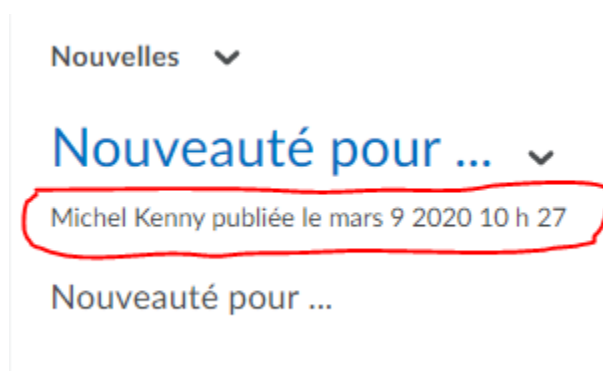 Nouvelles
Nouveauté pour ...
Michel Kenny publiée le mars 9 2020 10 h 27
Nouveauté pour ...